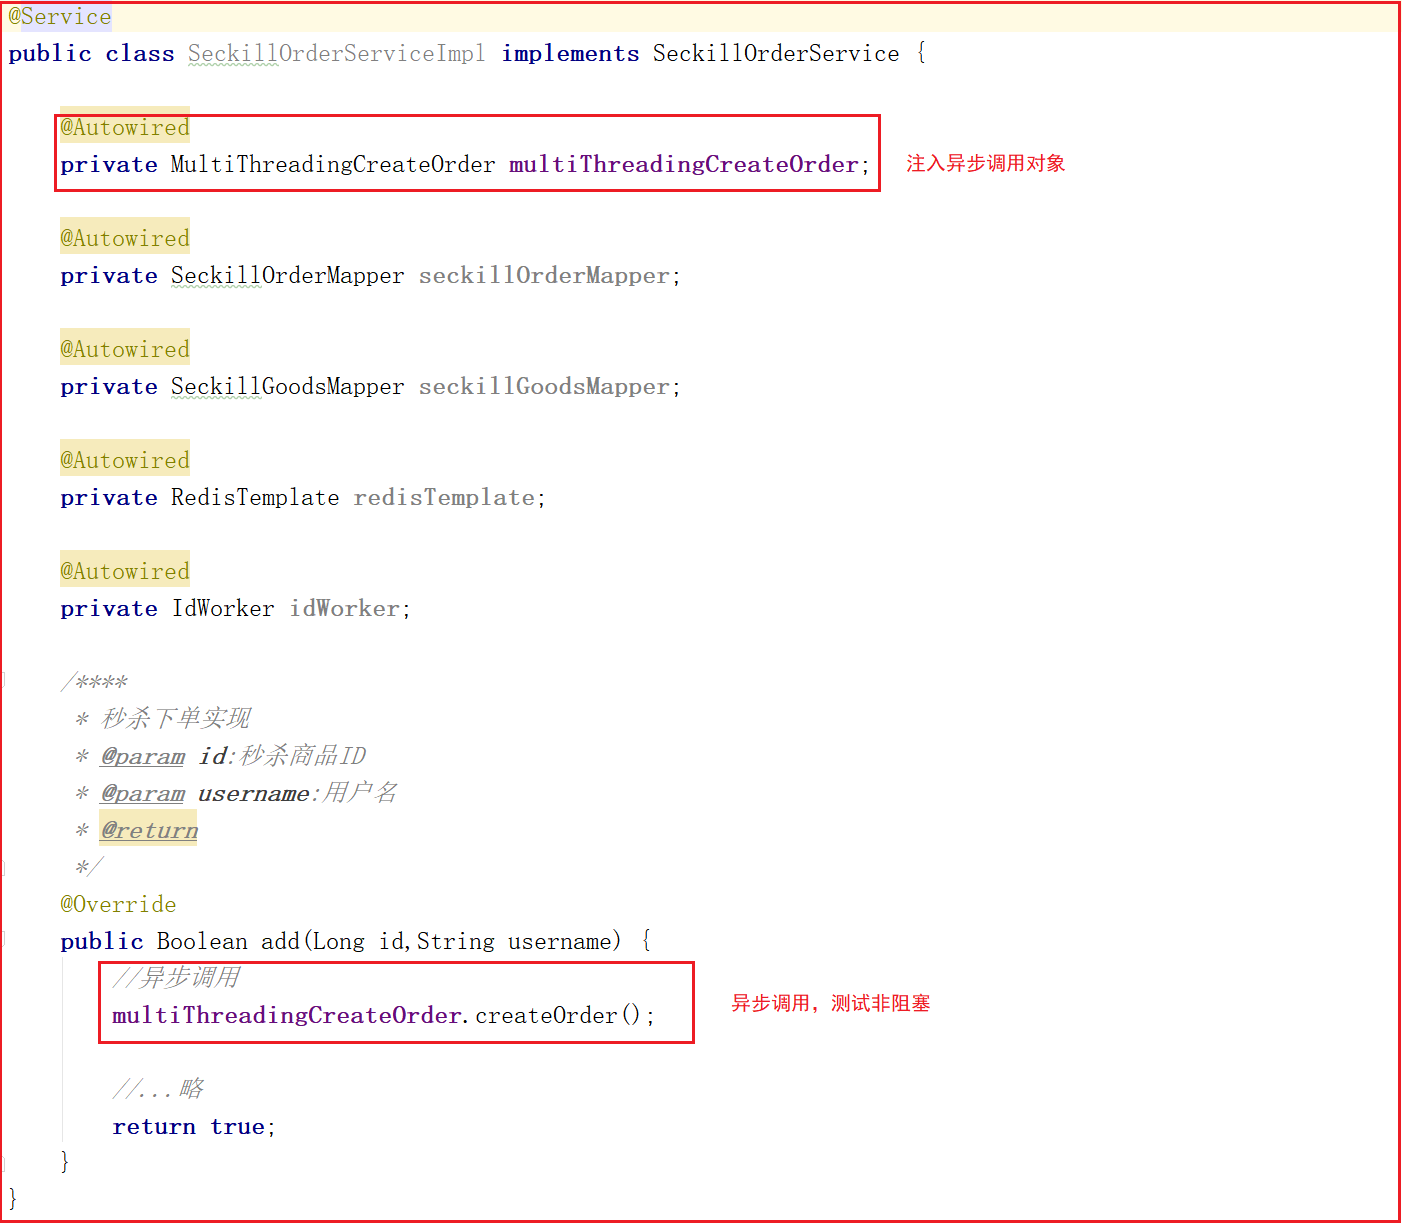 @Service
public class SeckillOrderServiceImpl implements SeckillOrderService {
@Autowired
private MultiThreadingCreateOrder multiThreadingCreateOrder;
注入异步调用对象
@Autowired
private SeckillOrderMapper seckillOrderMapper;
@Autowired
private SeckillGoodsMapper seckillGoodsMapper;
@Autowired
private RedisTemplate redisTemplate;
@Autowired
private IdWorker idWorker;
/****
* 秒杀下单实现
* @param id:秒杀商品ID
* @param username:用户名
* @return
*/
@Override
public Boolean add(Long id,String username) {
//异步调用
multiThreadingCreateOrder.createOrder();
异步调用，测试非阻塞
//...略
return true;
}
}